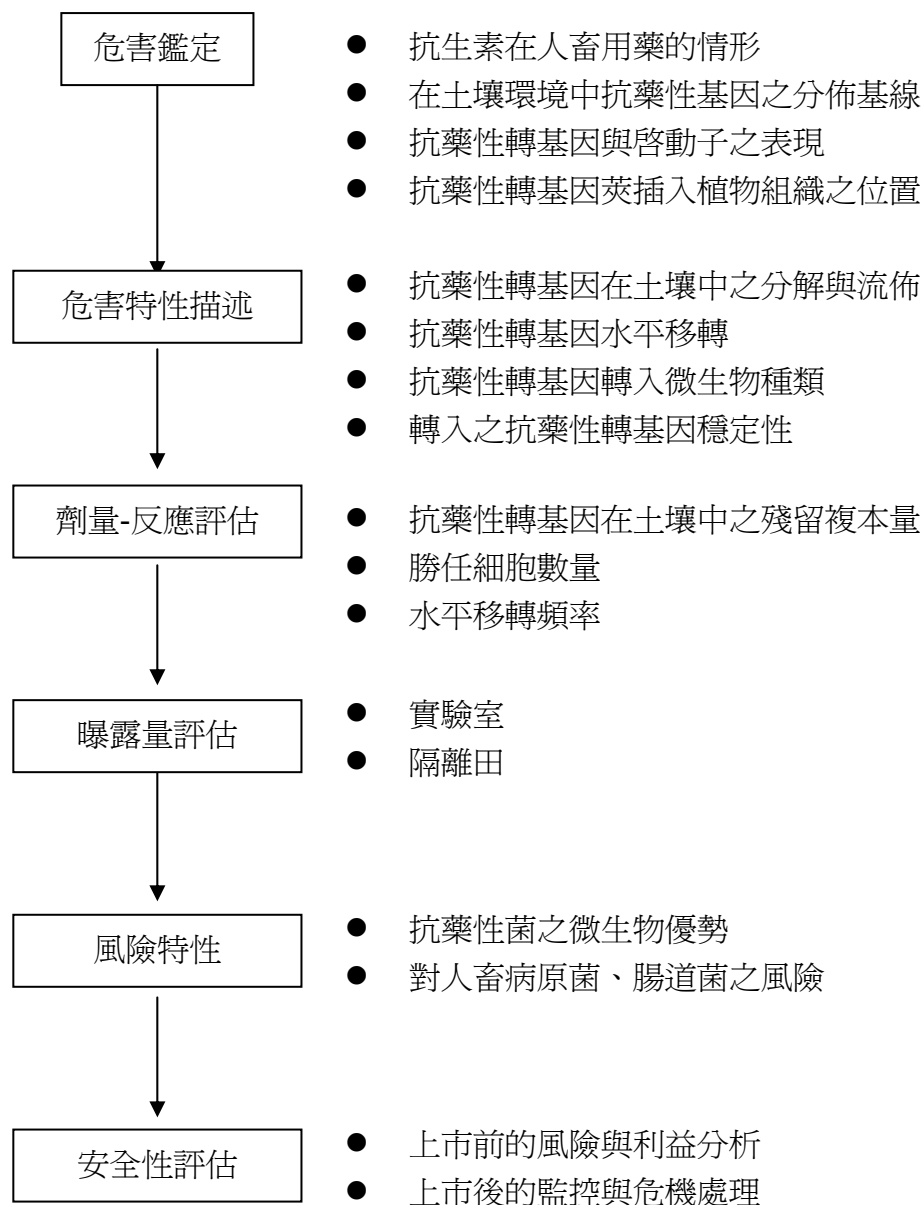 危害鑑定
● 抗生素在人畜用藥的情形
● 在土壤環境中抗藥性基因之分佈基線
● 抗藥性轉基因與啓動子之表現
● 抗藥性轉基因莢插入植物組織之位置
危害特性描述
● 抗藥性轉基因在土壤中之分解與流佈
● 抗藥性轉基因水平移轉
● 抗藥性轉基因轉入微生物種類
● 轉入之抗藥性轉基因穩定性
劑量-反應評估
● 抗藥性轉基因在土壤中之殘留複本量
● 勝任細胞數量
● 水平移轉頻率
曝露量評估
● 實驗室
● 隔離田
風險特性
● 抗藥性菌之微生物優勢
● 對人畜病原菌、腸道菌之風險
安全性評估
● 上市前的風險與利益分析
● 上市後的監控與危機處理